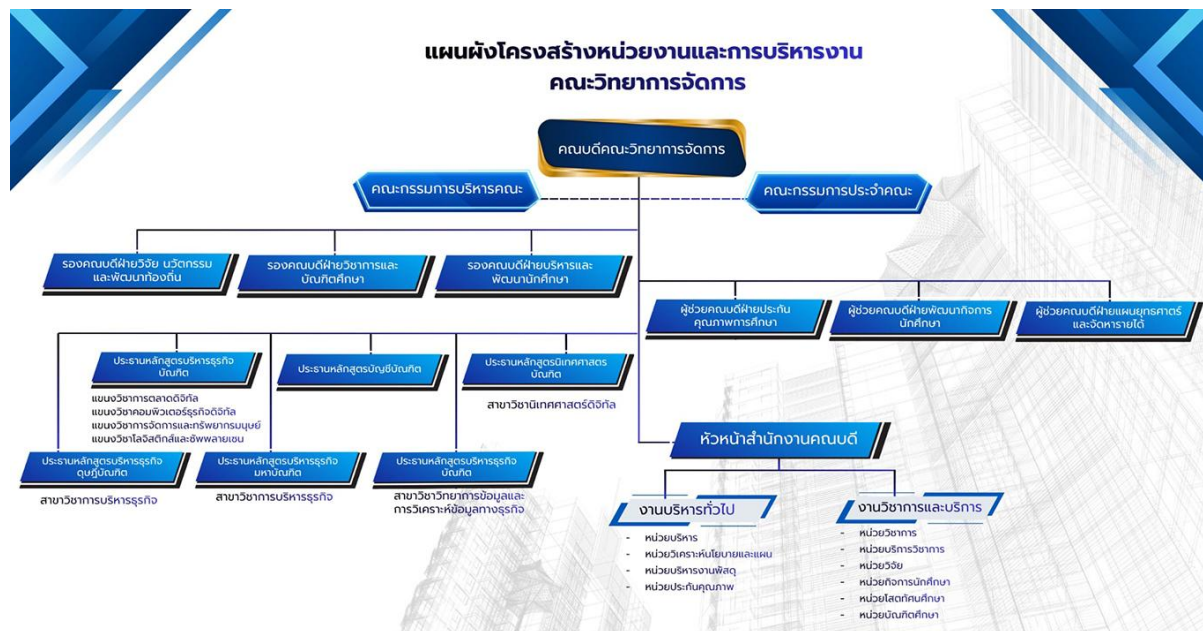 แผนผังโครงสร้างหน่วยงานและการบริหารงาน
คณะวิทยาการจัดการ
คณบดีคณะวิทยาการจัดการ
คณะกรรมการบริหารคณะ
คณะกรรมการประจำคณะ
รองคณบดีฝ่ายวิจัย นวัตกรรม
และพัฒนาท้องถิ่น
รองคณบดีฝ่ายวิชาการและ
บัณฑิตศึกษา
รองคณบดีฝ่ายบริหารและ
พัฒนานักศึกษา
ผู้ช่วยคณบดีฝ่ายประกัน
คุณภาพการศึกษา
ผู้ช่วยคณบดีฝ่ายพัฒนากิจการ
นักศึกษา
ผู้ช่วยคณบดีฝ่ายแผนยุทธศาตร์
และจัดหารายได้
ประธานหลักสูตรบริหารธุรกิจ
บัณฑิต
แขนงวิชาการตลาดดิจิทัล
แขนงวิชาคอมพิวเตอร์ธุรกิจดิจิทัล
แขนงวิชาการจัดการและทรัพยากรมนุษย์
แขนงวิชาโลจิสติกส์และซัพพลายเชน
ประธานหลักสูตรบัญชีบัณฑิต
ประธานหลักสูตรนิเทศศาสตร
บัณฑิต
สาขาวิชานิเทศศาสตร์ดิจิทัล
ประธานหลักสูตรบริหารธุรกิจ
ดุษฎีบัณฑิต
สาขาวิชาการบริหารธุรกิจ
ประธานหลักสูตรบริหารธุรกิจ
มหาบัณฑิต
สาขาวิชาการบริหารธุรกิจ
ประธานหลักสูตรบริหารธุรกิจ
บัณฑิต
สาขาวิชาวิทยาการข้อมูลและ
การวิเคราะห์ข้อมูลทางธุรกิจ
หัวหน้าสำนักงานคณบดี
งานบริหารทั่วไป
- หน่วยบริหาร
- หน่วยวิเคราะห์นโยบายและแผน
- หน่วยบริหารงานพัสดุ
- หน่วยประกันคุณภาพ
งานวิชาการและบริการ
- หน่วยวิชาการ
- หน่วยบริการวิชาการ
- หน่วยวิจัย
- หน่วยกิจการนักศึกษา
- หน่วยโสตทัศนศึกษา
- หน่วยบัณฑิตศึกษา